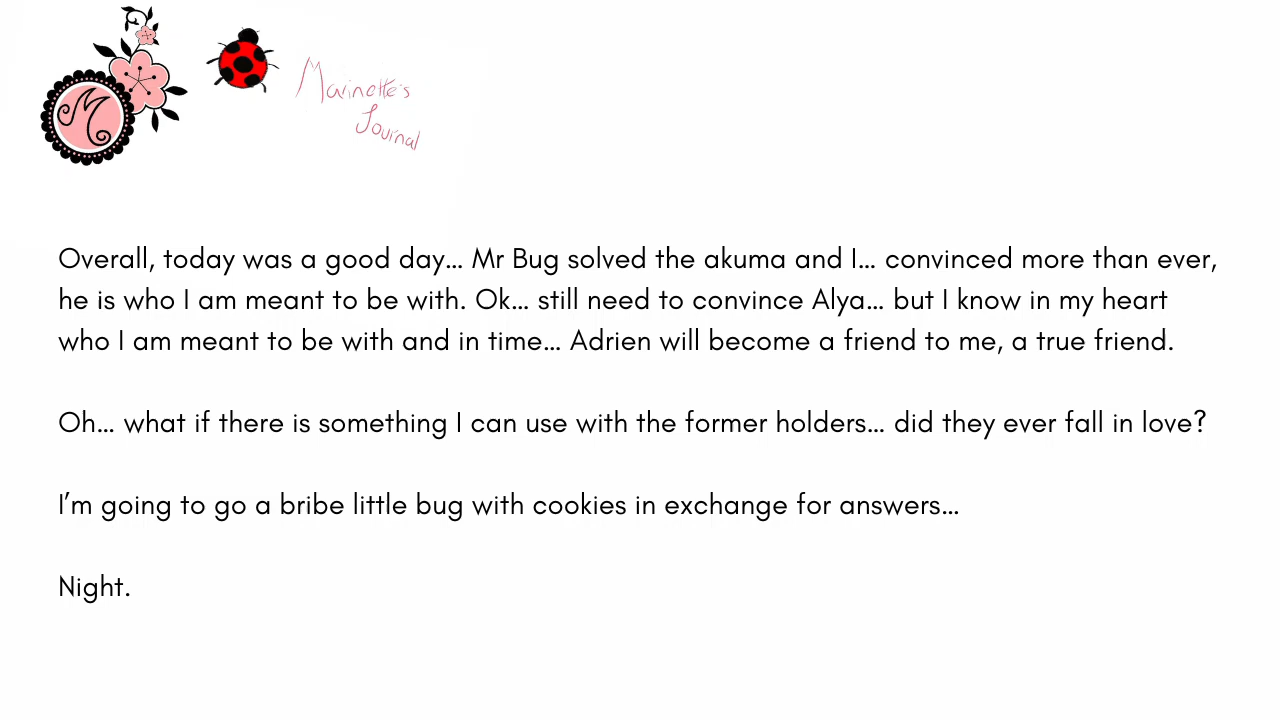 M
Marinette's
Journal
Overall, today was a good day... Mr Bug solved the akuma and I... convinced more than ever,
he is who I am meant to be with. Ok... still need to convince Alya... but I know in my heart
who I am meant to be with and in time... Adrien will become a friend to me, a true friend.
Oh... what if there is something I can use with the former holders... did they ever fall in love?
I'm going to go a bribe little bug with cookies in exchange for answers...
Night.